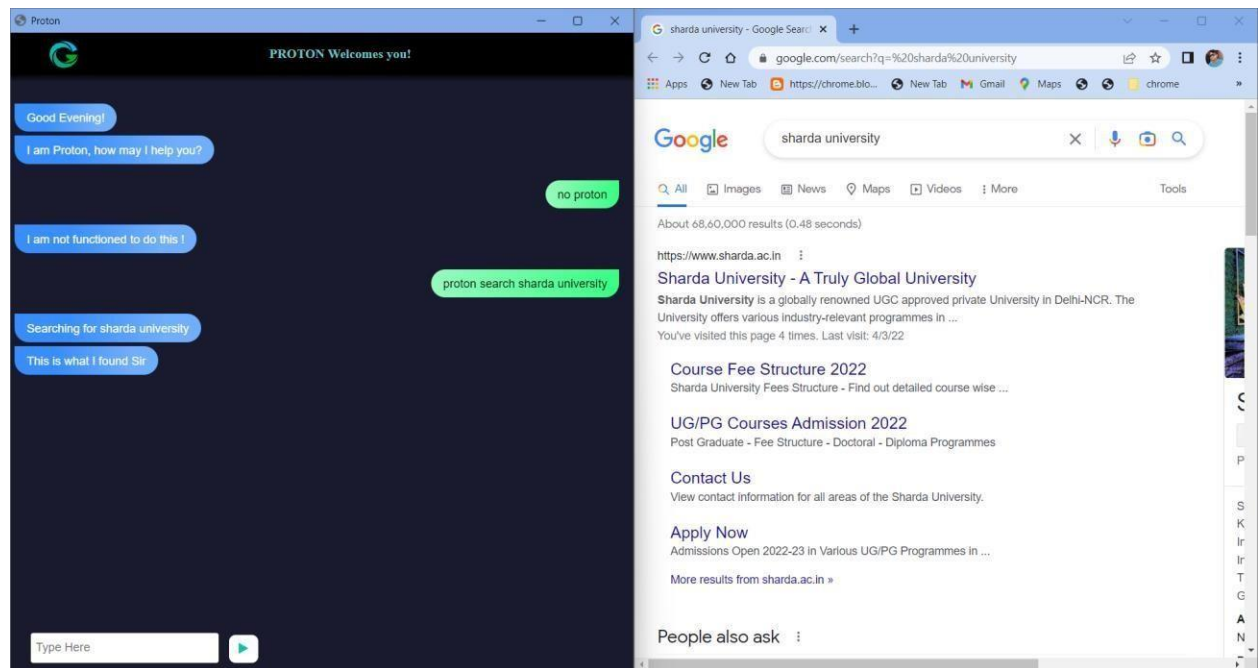 Proton
PROTON Welcomes you!
Good Evening!
I am Proton, how may I help you?
no proton
I am not functioned to do this !
proton search sharda university
Searching for sharda university
This is what I found Sir
Type Here
sharda university - Google Searc
google.com/search?q=%20sharda%20university
Apps New Tab https://chrome.blo... New Tab Gmail Maps chrome »
Google sharda university
All Images News Maps Videos More Tools
About 68,60,000 results (0.48 seconds)
https://www.sharda.ac.in
Sharda University - A Truly Global University
Sharda University is a globally renowned UGC approved private University in Delhi-NCR. The
University offers various industry-relevant programmes in ...
You've visited this page 4 times. Last visit: 4/3/22
Course Fee Structure 2022
Sharda University Fees Structure - Find out detailed course wise ...
UG/PG Courses Admission 2022
Post Graduate - Fee Structure - Doctoral - Diploma Programmes
Contact Us
View contact information for all areas of the Sharda University.
Apply Now
Admissions Open 2022-23 in Various UG/PG Programmes in ...
More results from sharda.ac.in »
People also ask